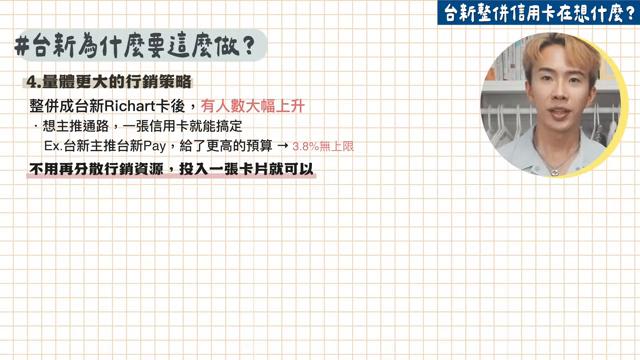 台新整併信用卡在想什麼？
#台新為什麼要這麼做？
4.量體更大的行銷策略
整併成台新Richart卡後，有人數大幅上升
．想主推通路，一張信用卡就能搞定
Ex.台新主推台新Pay，給了更高的預算 → 3.8%無上限
不用再分散行銷資源，投入一張卡片就可以